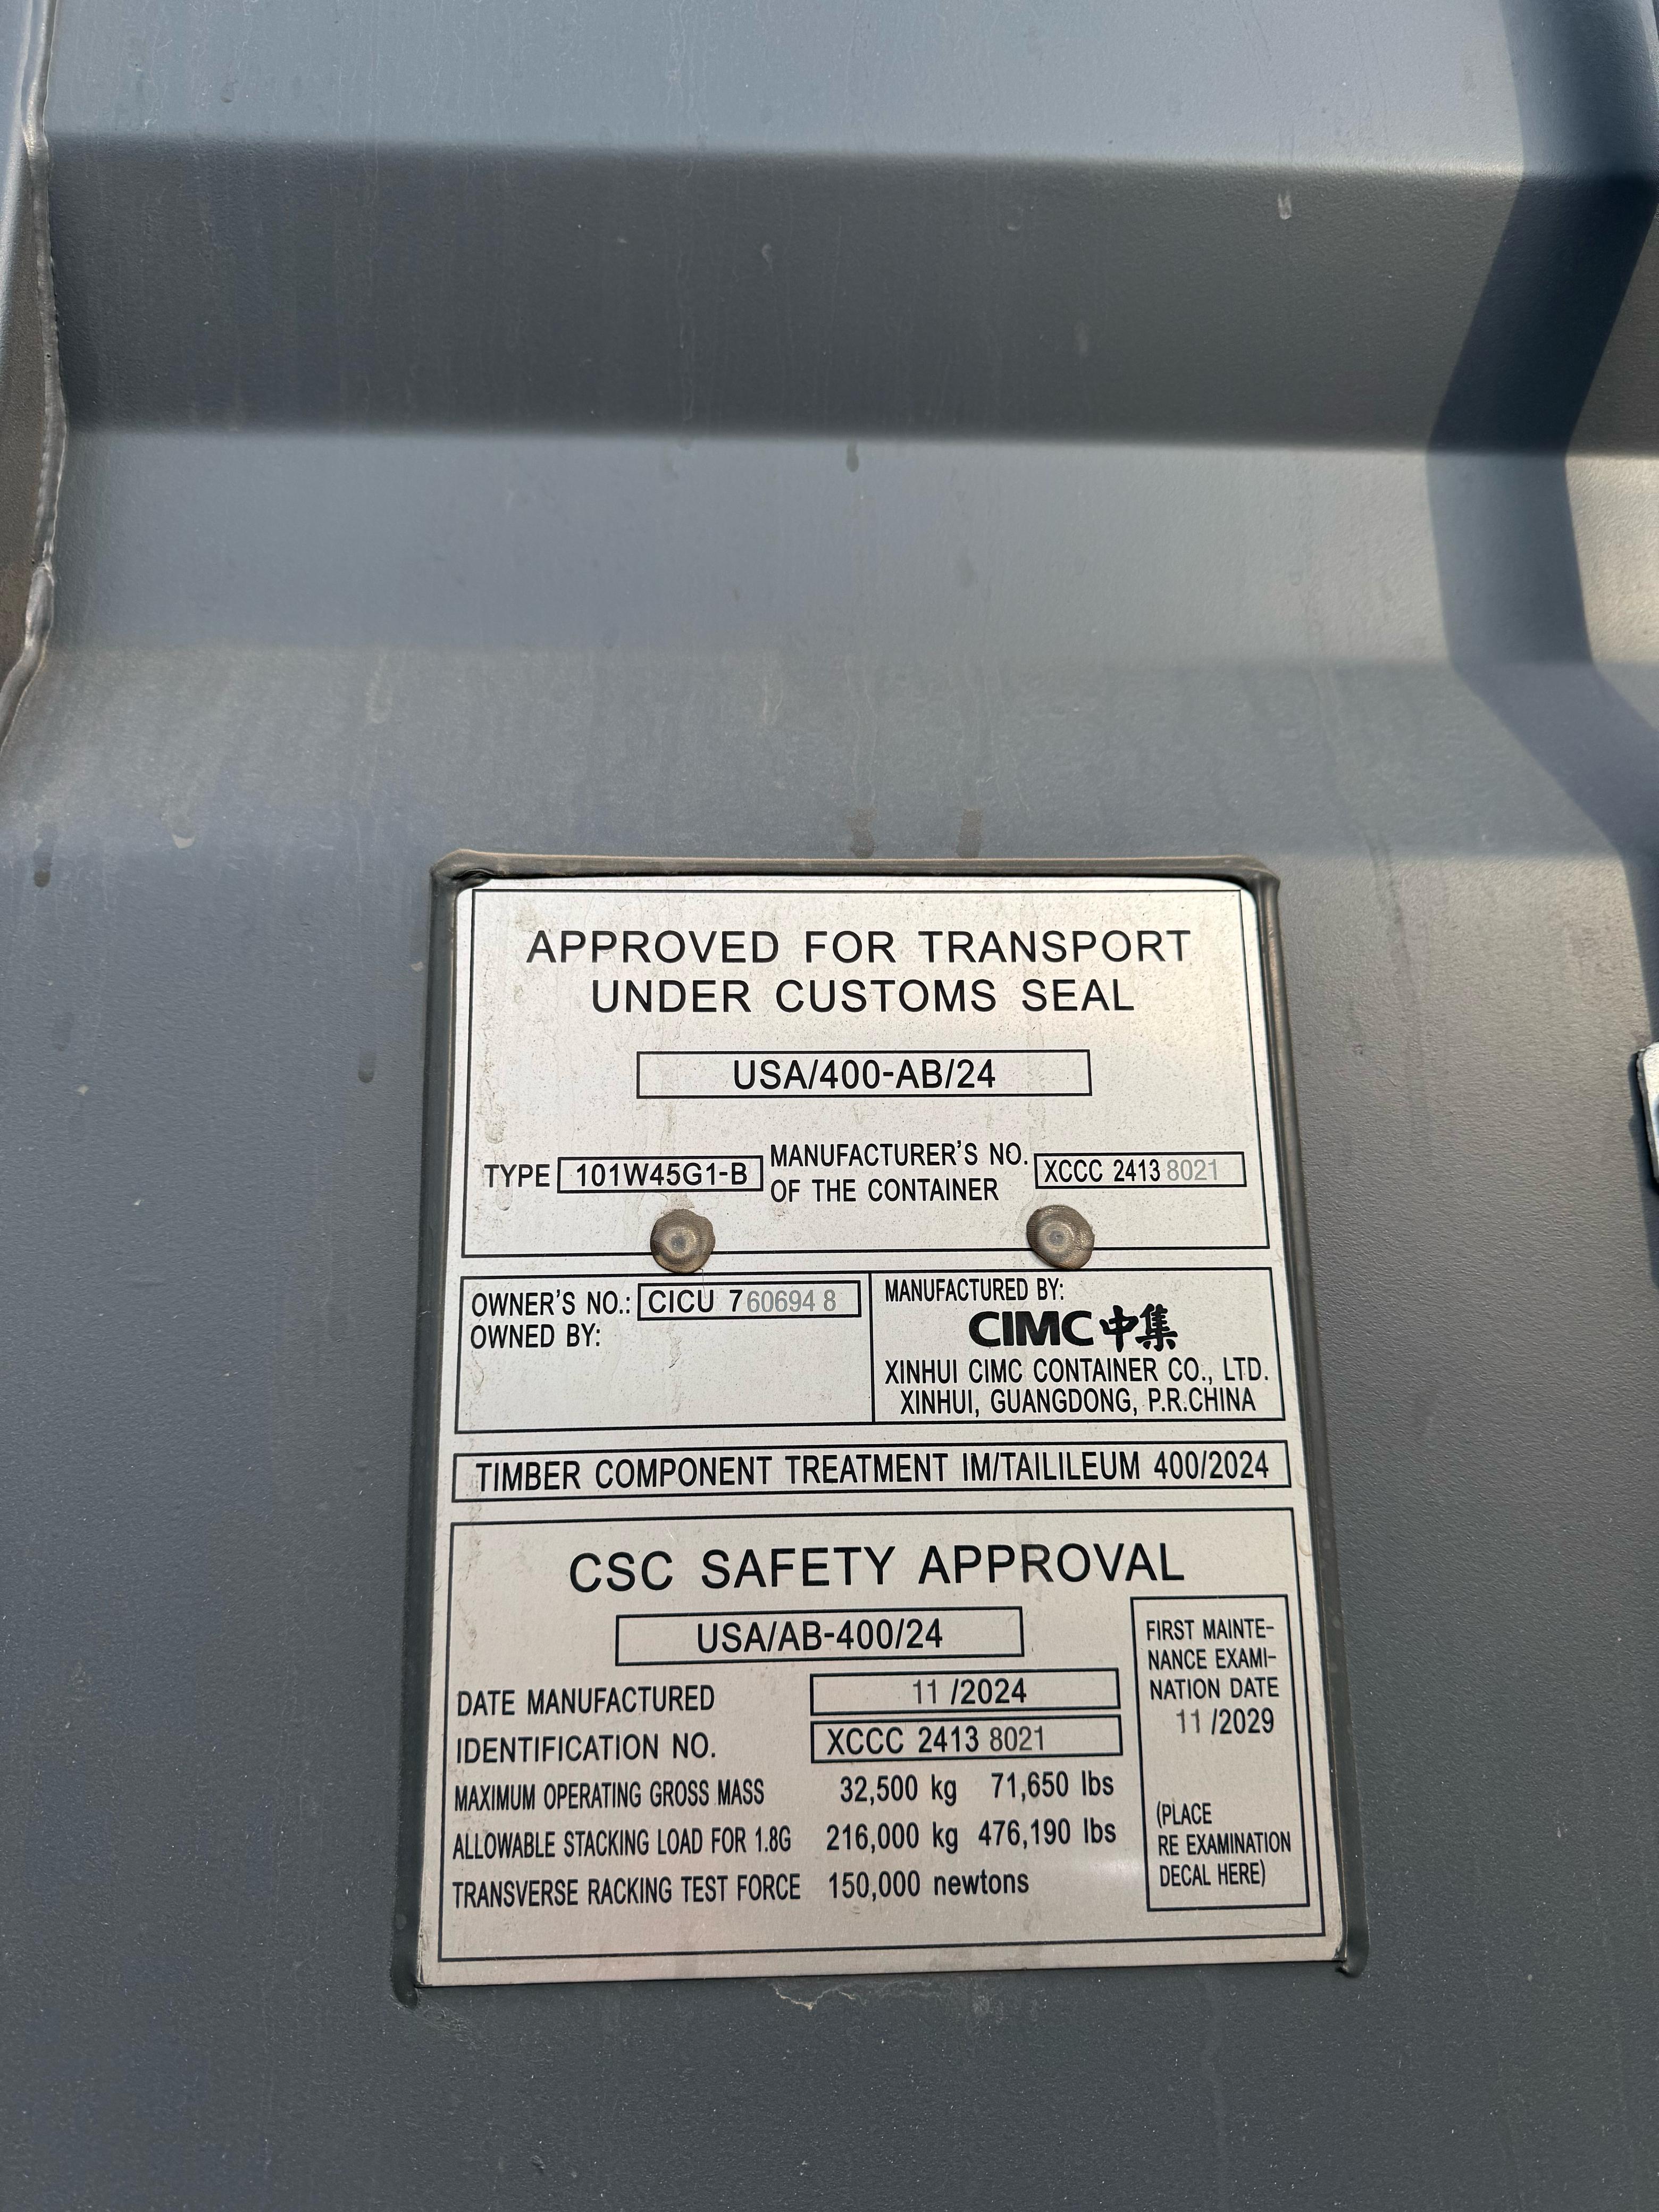 APPROVED FOR TRANSPORT
UNDER CUSTOMS SEAL
USA/400-AB/24
TYPE 101W45G1-B MANUFACTURER'S NO. OF THE CONTAINER XCCC 2413 8021
OWNER'S NO.: CICU 7 60694 8
OWNED BY:
MANUFACTURED BY:
CIMC 中集
XINHUI CIMC CONTAINER CO., LTD.
XINHUI, GUANGDONG, P.R.CHINA
TIMBER COMPONENT TREATMENT IM/TAILILEUM 400/2024
CSC SAFETY APPROVAL
USA/AB-400/24
DATE MANUFACTURED 11 /2024
IDENTIFICATION NO. XCCC 2413 8021
MAXIMUM OPERATING GROSS MASS 32,500 kg 71,650 lbs
ALLOWABLE STACKING LOAD FOR 1.8G 216,000 kg 476,190 lbs
TRANSVERSE RACKING TEST FORCE 150,000 newtons
FIRST MAINTE-
NANCE EXAMI-
NATION DATE
11 /2029
(PLACE
RE EXAMINATION
DECAL HERE)